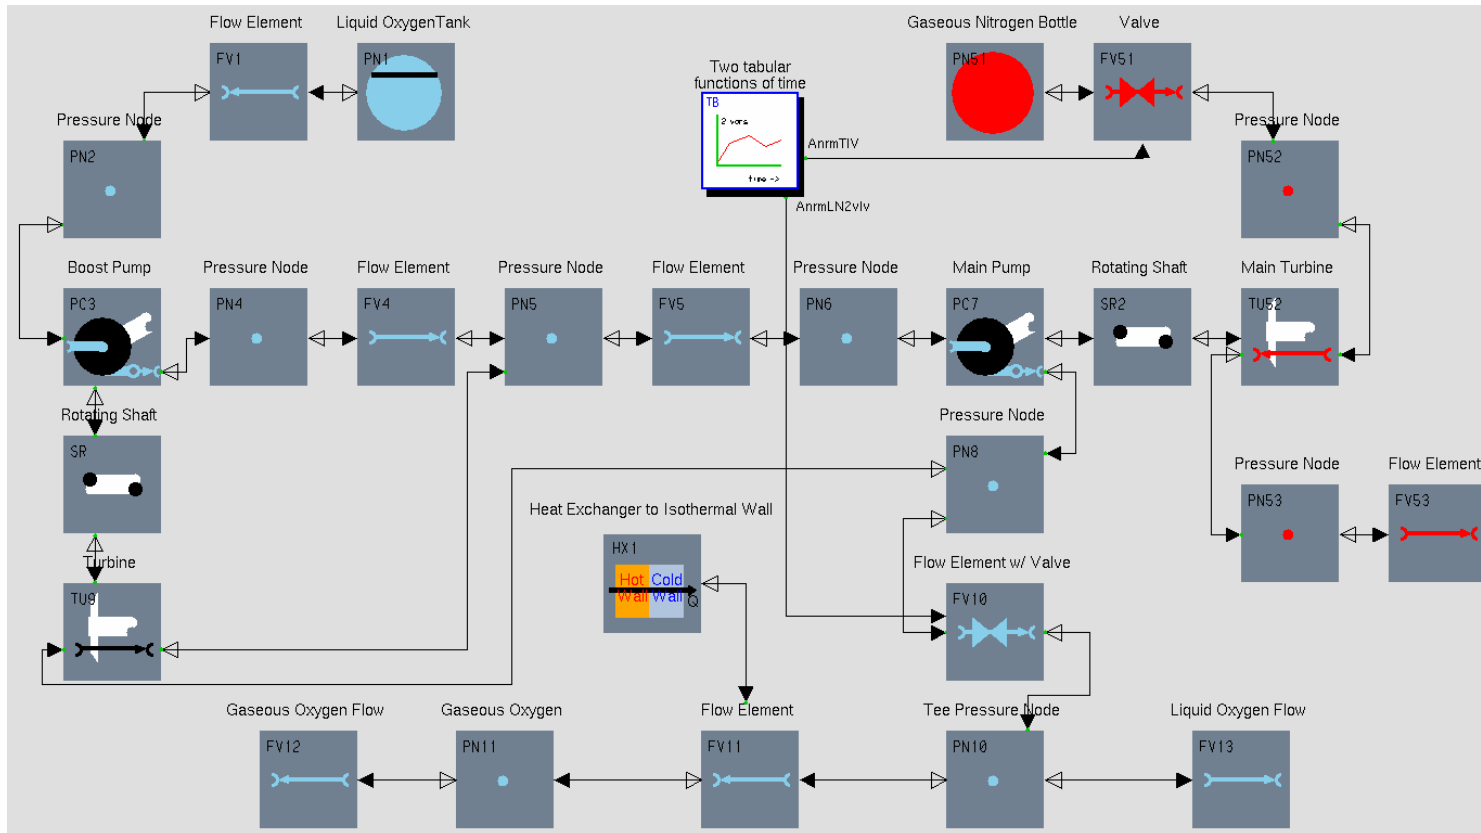 Flow Element
Liquid OxygenTank
Gaseous Nitrogen Bottle
Valve
FV1
PN1
PN51
FV51
Two tabular
functions of time
TB
2 vars
time ->
AnrmTIV
AnrmLN2vlv
Pressure Node
PN2
Pressure Node
PN52
Boost Pump
Pressure Node
Flow Element
Pressure Node
Flow Element
Pressure Node
Main Pump
Rotating Shaft
Main Turbine
PC3
PN4
FV4
PN5
FV5
PN6
PC7
SR2
TU52
Rotating Shaft
SR
Pressure Node
PN8
Pressure Node
Flow Element
PN53
FV53
Heat Exchanger to Isothermal Wall
HX1
Hot Cold
Wall Wall Q
Turbine
TU9
Flow Element w/ Valve
FV10
Gaseous Oxygen Flow
Gaseous Oxygen
Flow Element
Tee Pressure Node
Liquid Oxygen Flow
FV12
PN11
FV11
PN10
FV13